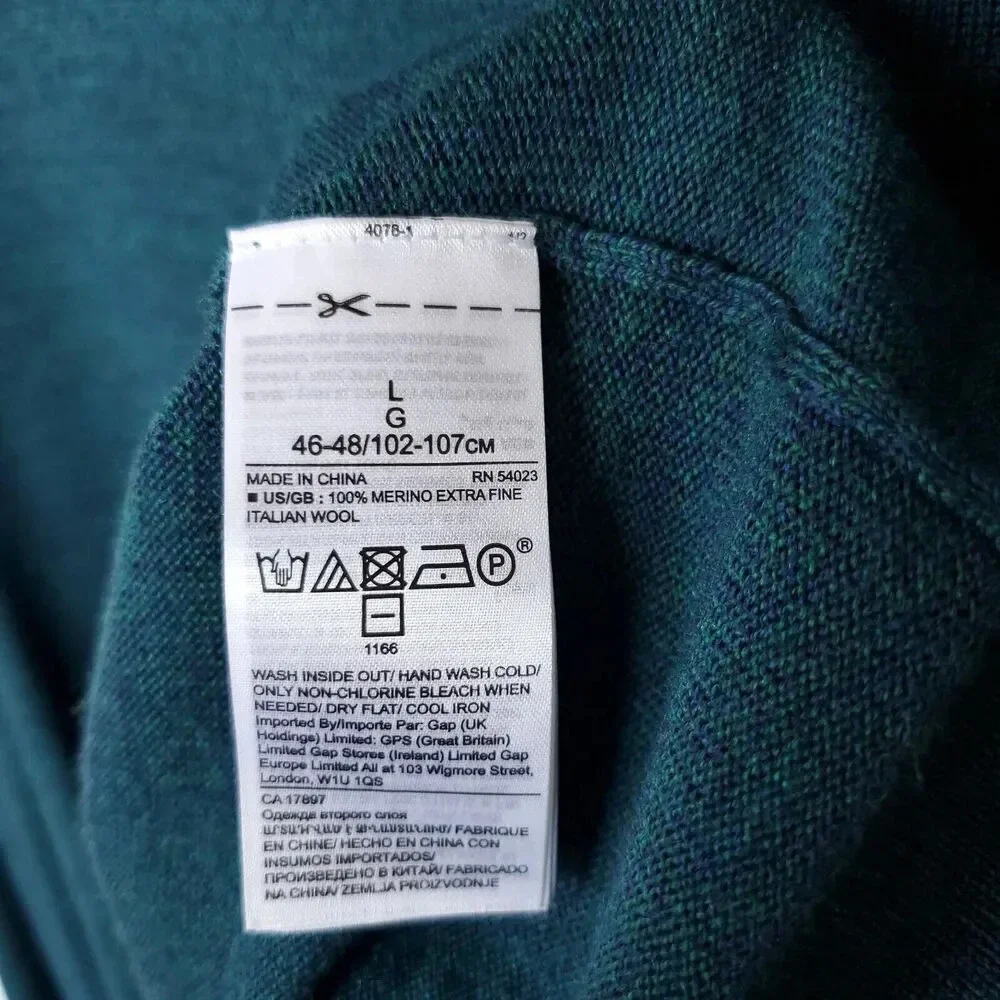 4078-1
L
G
46-48/102-107CM
MADE IN CHINA RN 54023
■ US/GB : 100% MERINO EXTRA FINE
ITALIAN WOOL
P ®
1166
WASH INSIDE OUT/ HAND WASH COLD/
ONLY NON-CHLORINE BLEACH WHEN
NEEDED/ DRY FLAT/ COOL IRON
Imported By/Importe Par: Gap (UK
Holdings) Limited: GPS (Great Britain)
Limited Gap Stores (Ireland) Limited Gap
Europe Limited All at 103 Wigmore Street,
London, W1U 1QS
CA 17897
Одежда второго слоя
FABRIQUE
EN CHINE/ HECHO EN CHINA CON
INSUMOS IMPORTADOS/
ПРОИЗВЕДЕНО В КИТАЙ/ FABRICADO
NA CHINA/ ZEMLJA PROIZVODNJE